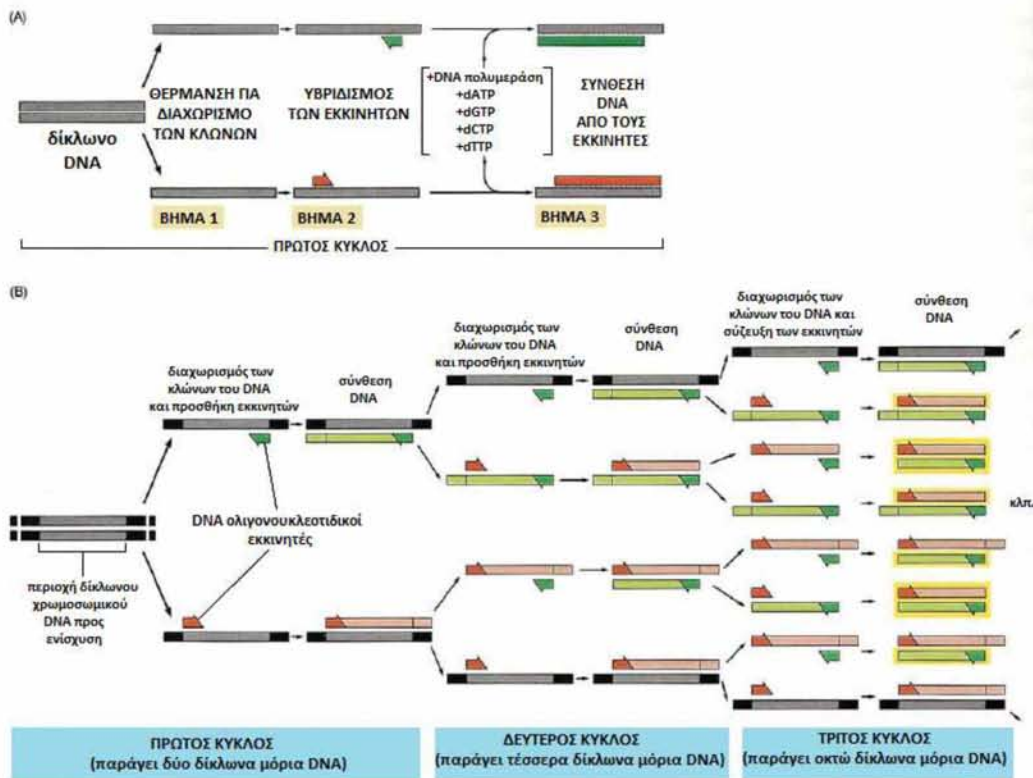 (A)
δίκλωνο
DNA
ΘΕΡΜΑΝΣΗ ΓΙΑ
ΔΙΑΧΩΡΙΣΜΟ
ΤΩΝ ΚΛΩΝΩΝ
ΒΗΜΑ 1
ΥΒΡΙΔΙΣΜΟΣ
ΤΩΝ ΕΚΚΙΝΗΤΩΝ
ΒΗΜΑ 2
+DNA πολυμεράση
+dATP
+dGTP
+dCTP
+dTTP
ΣΥΝΘΕΣΗ
DNA
ΑΠΟ ΤΟΥΣ
ΕΚΚΙΝΗΤΕΣ
ΒΗΜΑ 3
ΠΡΩΤΟΣ ΚΥΚΛΟΣ
(B)
περιοχή δίκλωνου
χρωμοσωμικού
DNA προς
ενίσχυση
διαχωρισμός των
κλώνων του DNA
και προσθήκη εκκινητών
σύνθεση
DNA
DNA ολιγονουκλεοτιδικοί
εκκινητές
διαχωρισμός των
κλώνων του DNA
και προσθήκη εκκινητών
σύνθεση
DNA
διαχωρισμός των
κλώνων του DNA και
σύζευξη των εκκινητών
σύνθεση
DNA
κλπ.
ΠΡΩΤΟΣ ΚΥΚΛΟΣ
(παράγει δύο δίκλωνα μόρια DNA)
ΔΕΥΤΕΡΟΣ ΚΥΚΛΟΣ
(παράγει τέσσερα δίκλωνα μόρια DNA)
ΤΡΙΤΟΣ ΚΥΚΛΟΣ
(παράγει οκτώ δίκλωνα μόρια DNA)